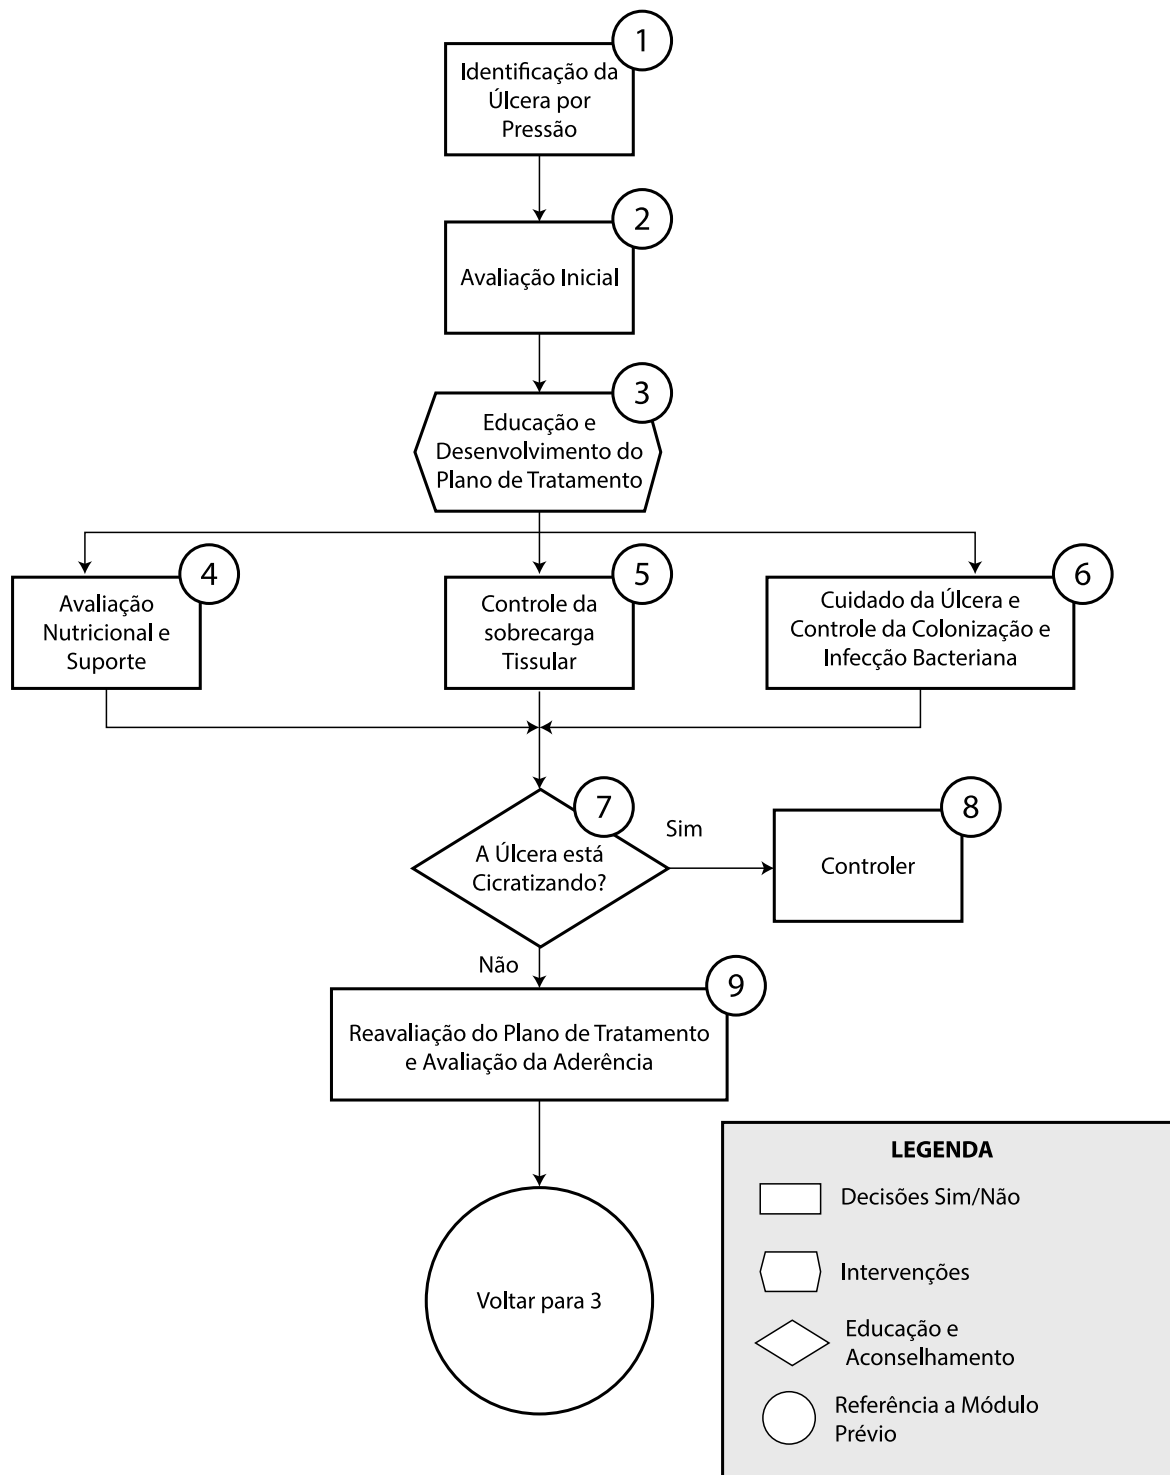 1
Identificação da
Úlcera por
Pressão
2
Avaliação Inicial
3
Educação e
Desenvolvimento do
Plano de Tratamento
4
Avaliação
Nutricional e
Suporte
5
Controle da
sobrecarga
Tissular
6
Cuidado da Úlcera e
Controle da Colonização e
Infecção Bacteriana
7
A Úlcera está
Cicratizando?
Sim
8
Controler
Não
9
Reavaliação do Plano de Tratamento
e Avaliação da Aderência
Voltar para 3
LEGENDA
Decisões Sim/Não
Intervenções
Educação e
Aconselhamento
Referência a Módulo
Prévio